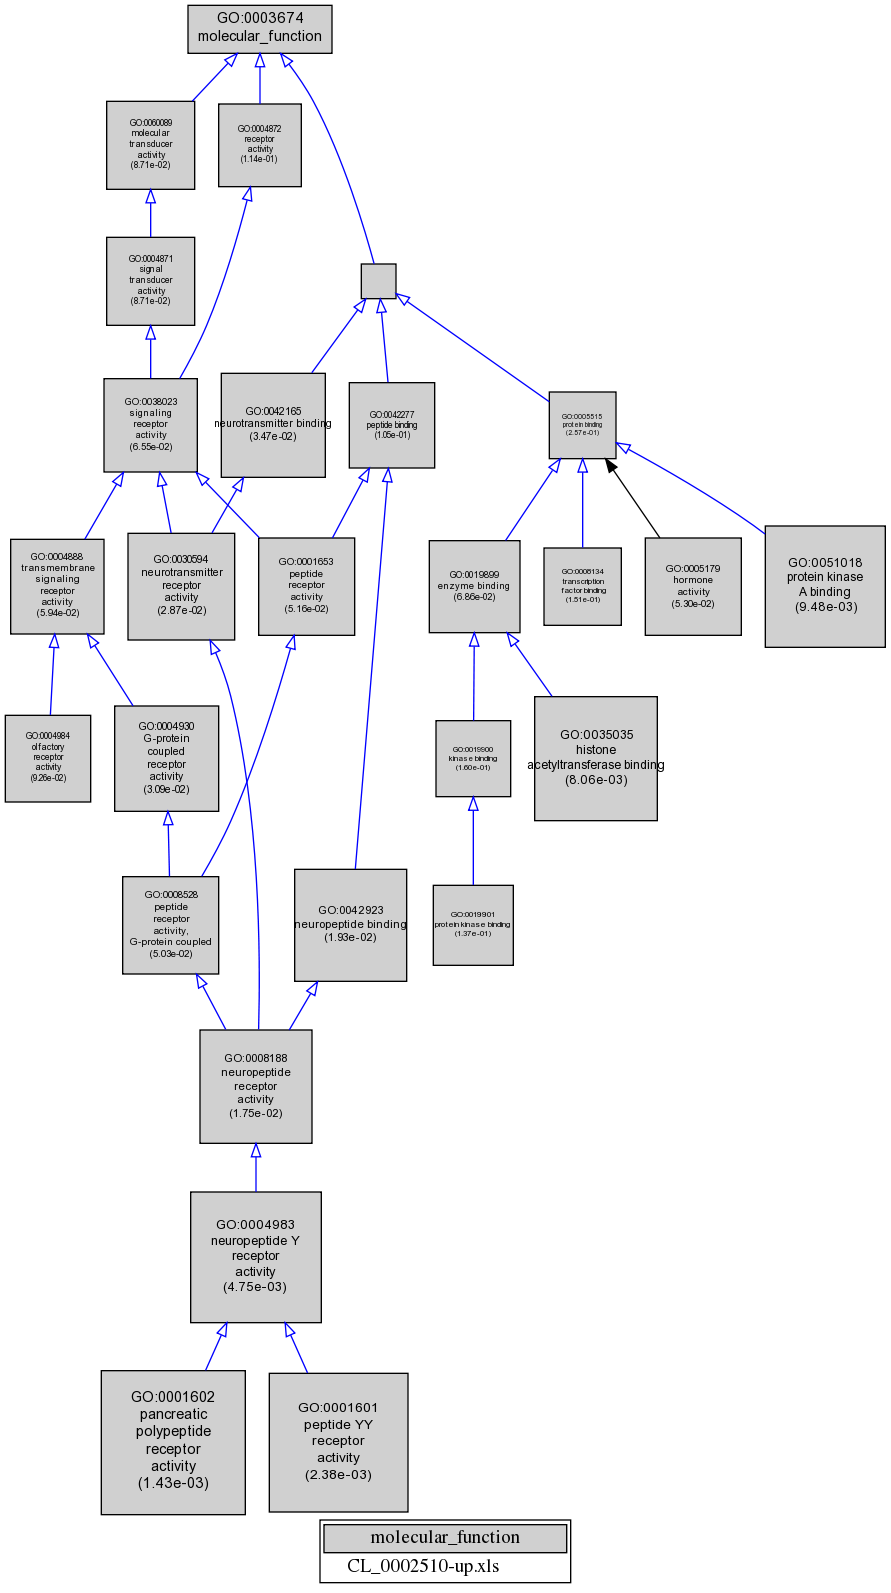 GO:0003674
molecular_function
GO:0060089
molecular
transducer
activity
(8.71e-02)
GO:0004872
receptor
activity
(1.14e-01)
GO:0004871
signal
transducer
activity
(8.71e-02)
GO:0038023
signaling
receptor
activity
(6.55e-02)
GO:0042165
neurotransmitter binding
(3.47e-02)
GO:0042277
peptide binding
(1.05e-01)
GO:0005515
protein binding
(2.57e-01)
GO:0004888
transmembrane
signaling
receptor
activity
(5.94e-02)
GO:0030594
neurotransmitter
receptor
activity
(2.87e-02)
GO:0001653
peptide
receptor
activity
(5.16e-02)
GO:0019899
enzyme binding
(6.86e-02)
GO:0008134
transcription
factor binding
(1.51e-01)
GO:0005179
hormone
activity
(5.30e-02)
GO:0051018
protein kinase
A binding
(9.48e-03)
GO:0004984
olfactory
receptor
activity
(9.26e-02)
GO:0004930
G-protein
coupled
receptor
activity
(3.09e-02)
GO:0019900
kinase binding
(1.60e-01)
GO:0035035
histone
acetyltransferase binding
(8.06e-03)
GO:0008528
peptide
receptor
activity,
G-protein coupled
(5.03e-02)
GO:0042923
neuropeptide binding
(1.93e-02)
GO:0019901
protein kinase binding
(1.37e-01)
GO:0008188
neuropeptide
receptor
activity
(1.75e-02)
GO:0004983
neuropeptide Y
receptor
activity
(4.75e-03)
GO:0001602
pancreatic
polypeptide
receptor
activity
(1.43e-03)
GO:0001601
peptide YY
receptor
activity
(2.38e-03)
molecular_function
CL_0002510-up.xls